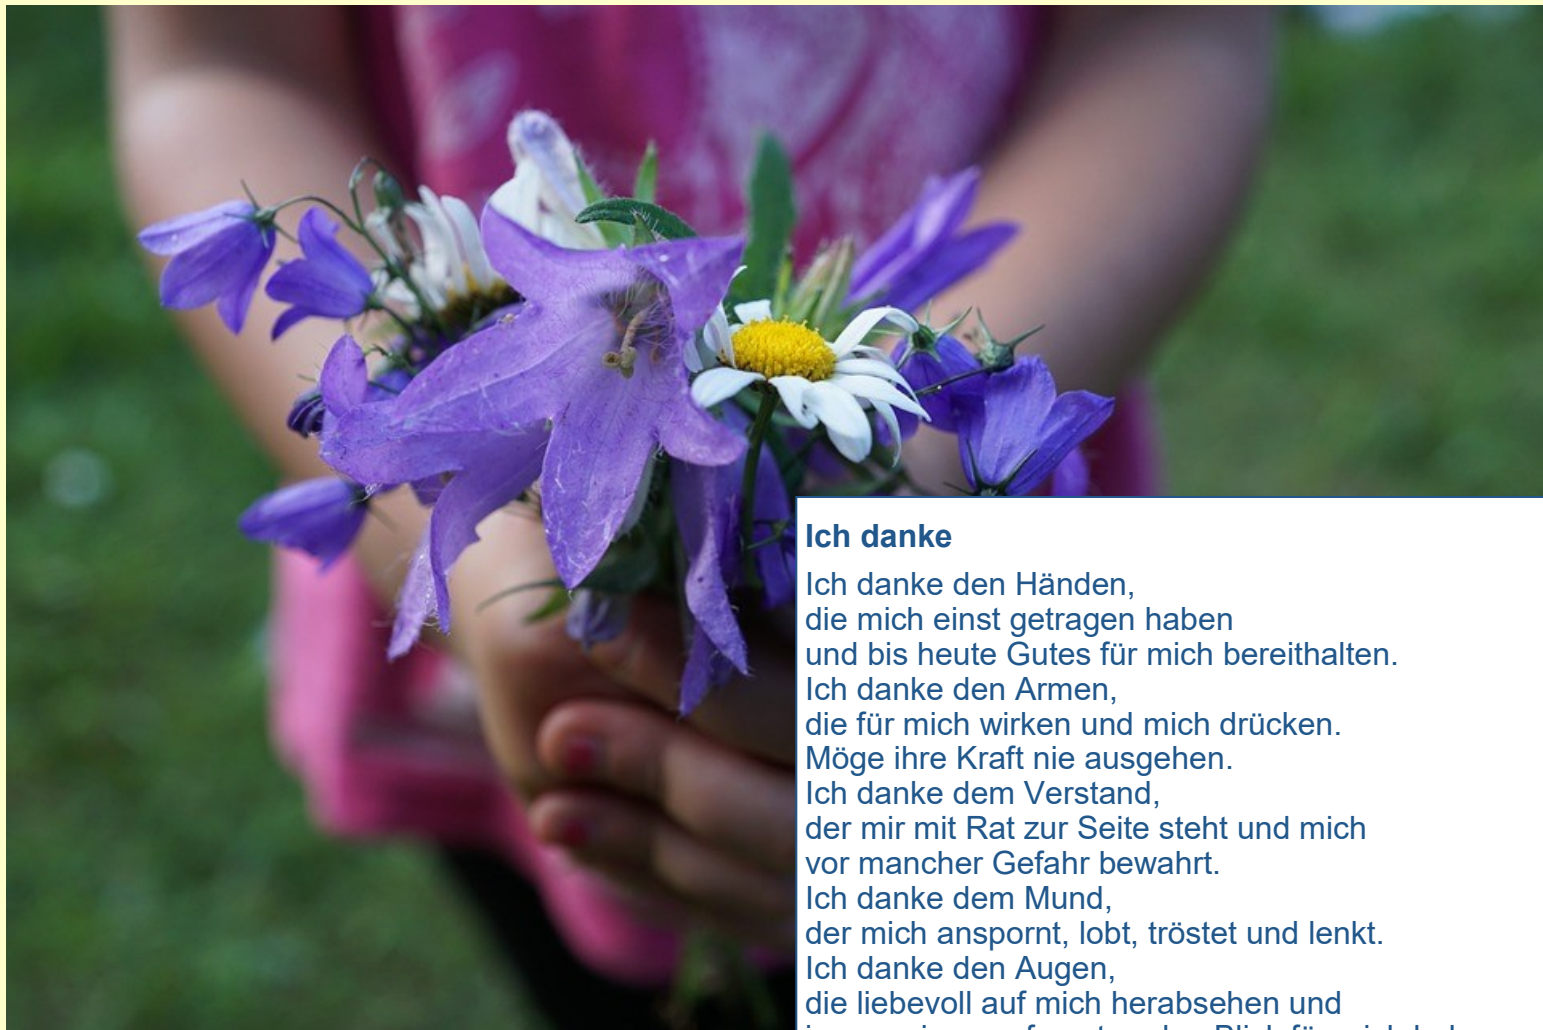 Ich danke
Ich danke den Händen,
die mich einst getragen haben
und bis heute Gutes für mich bereithalten.
Ich danke den Armen,
die für mich wirken und mich drücken.
Möge ihre Kraft nie ausgehen.
Ich danke dem Verstand,
der mir mit Rat zur Seite steht und mich
vor mancher Gefahr bewahrt.
Ich danke dem Mund,
der mich anspornt, lobt, tröstet und lenkt.
Ich danke den Augen,
die liebevoll auf mich herabsehen und